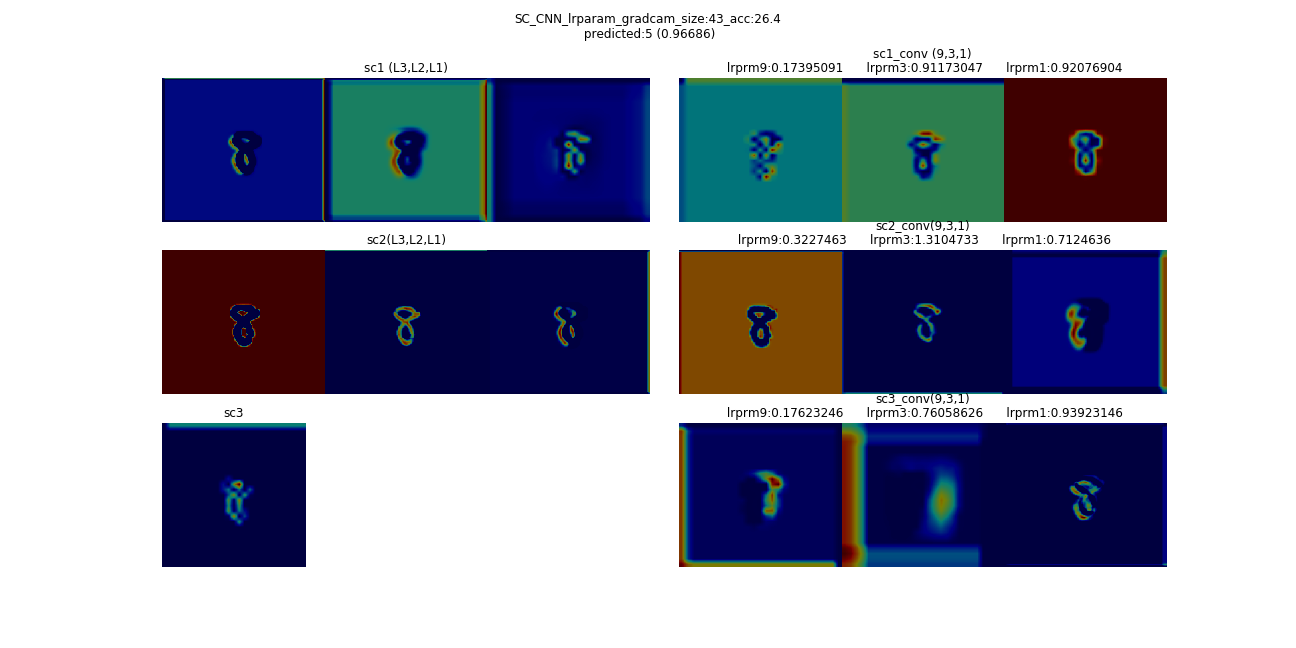 SC_CNN_lrparam_gradcam_size:43_acc:26.4
predicted:5 (0.96686)
sc1 (L3,L2,L1)
sc1_conv (9,3,1)
lrprm9:0.17395091 lrprm3:0.91173047 lrprm1:0.92076904
sc2(L3,L2,L1)
sc2_conv(9,3,1)
lrprm9:0.3227463 lrprm3:1.3104733 lrprm1:0.7124636
sc3
sc3_conv(9,3,1)
lrprm9:0.17623246 lrprm3:0.76058626 lrprm1:0.93923146